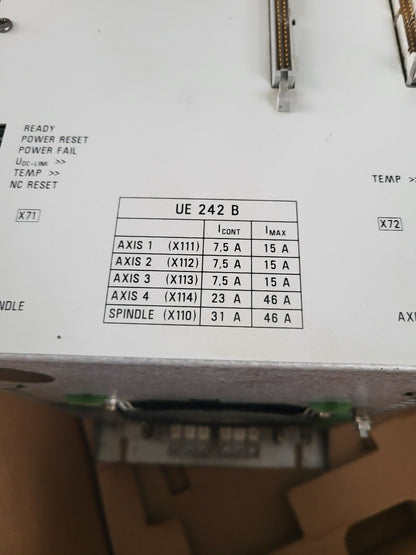 READY
POWER RESET
POWER FAIL
UDC-LINK >>
TEMP >>
NC RESET
X71
TEMP >>
X72
UE 242 B
ICONT IMAX
AXIS 1 (X111) 7,5 A 15 A
AXIS 2 (X112) 7,5 A 15 A
AXIS 3 (X113) 7,5 A 15 A
AXIS 4 (X114) 23 A 46 A
SPINDLE (X110) 31 A 46 A
NDLE
AX